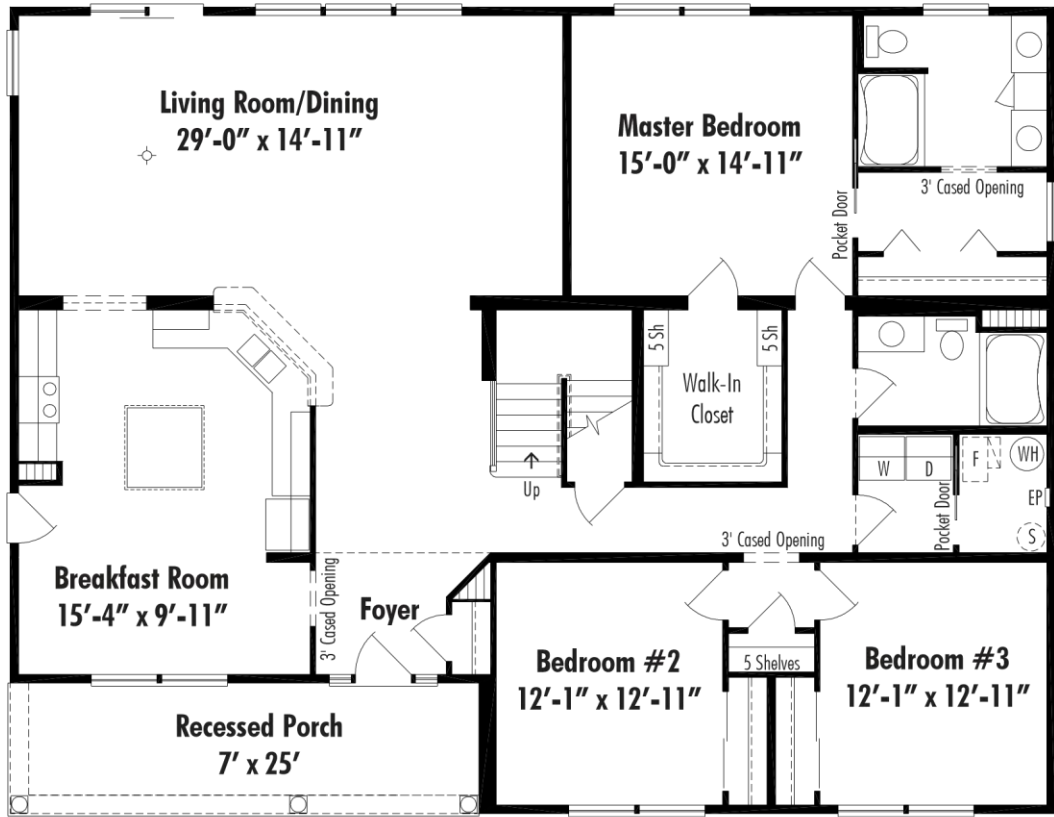 Living Room/Dining
29’-0” x 14’-11”
Master Bedroom
15’-0” x 14’-11”
3' Cased Opening
Pocket Door
5 Sh
5 Sh
Walk-In
Closet
Up
W
D
F
WH
EP
S
Pocket Door
3' Cased Opening
Breakfast Room
15’-4” x 9’-11”
3' Cased Opening
Foyer
Bedroom #2
12’-1” x 12’-11”
5 Shelves
Bedroom #3
12’-1” x 12’-11”
Recessed Porch
7’ x 25’